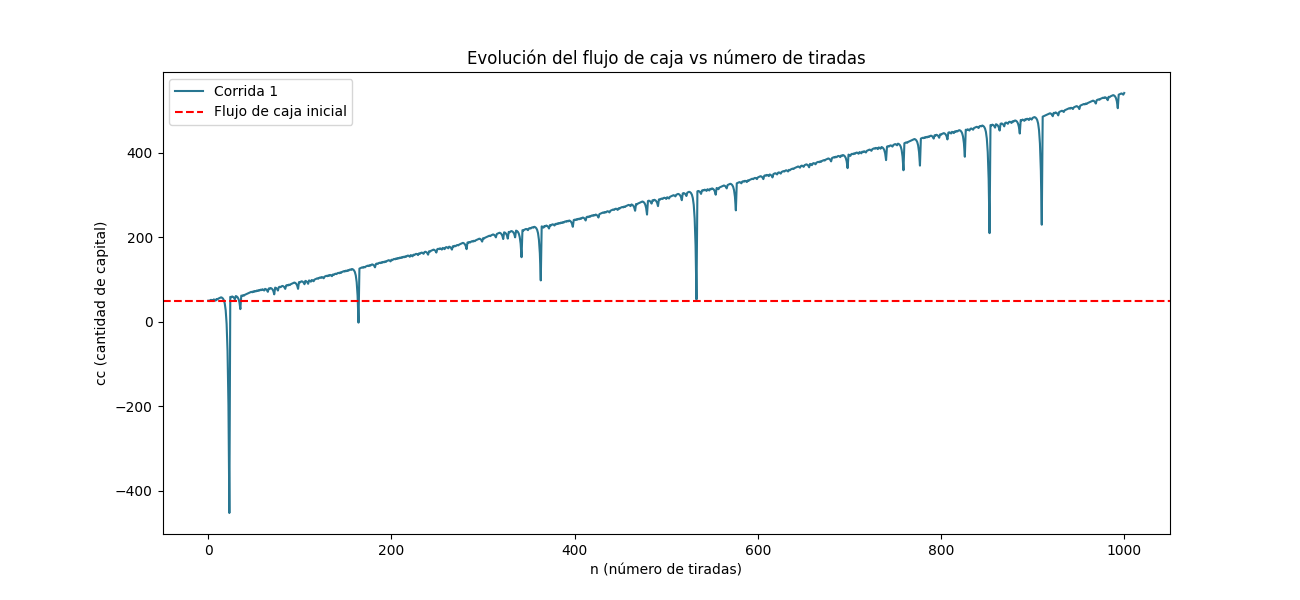 Evolución del flujo de caja vs número de tiradas
Corrida 1
Flujo de caja inicial
cc (cantidad de capital)
400
200
0
−200
−400
0 200 400 600 800 1000
n (número de tiradas)